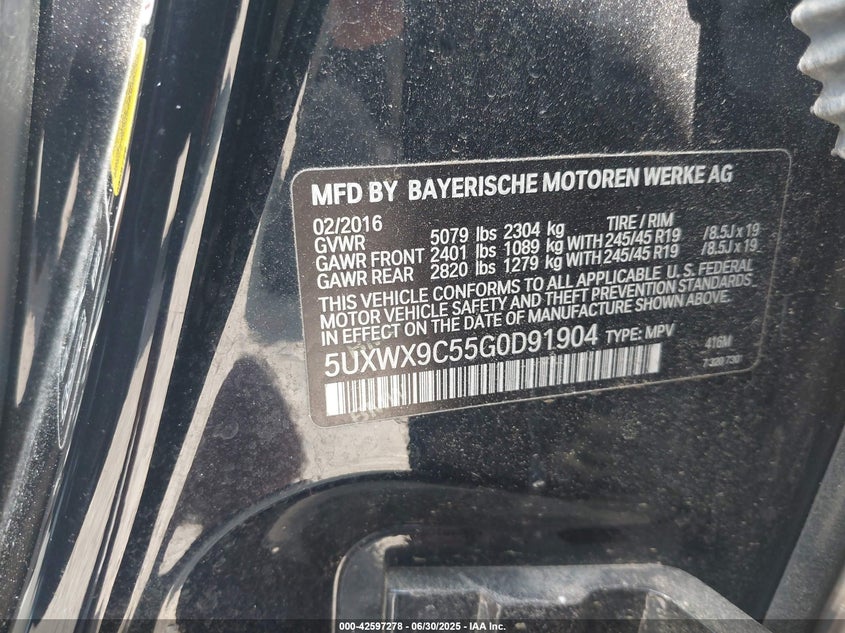 MFD BY BAYERISCHE MOTOREN WERKE AG
02/2016 TIRE / RIM
GVWR 5079 lbs 2304 kg
GAWR FRONT 2401 lbs 1089 kg WITH 245/45 R19 / 8.5J x 19
GAWR REAR 2820 lbs 1279 kg WITH 245/45 R19 / 8.5J x 19
THIS VEHICLE CONFORMS TO ALL APPLICABLE U.S. FEDERAL
MOTOR VEHICLE SAFETY AND THEFT PREVENTION STANDARDS
IN EFFECT ON THE DATE OF MANUFACTURE SHOWN ABOVE.
5UXWX9C55G0D91904 TYPE: MPV 416M
000-42597278 - 06/30/2025 - IAA Inc.